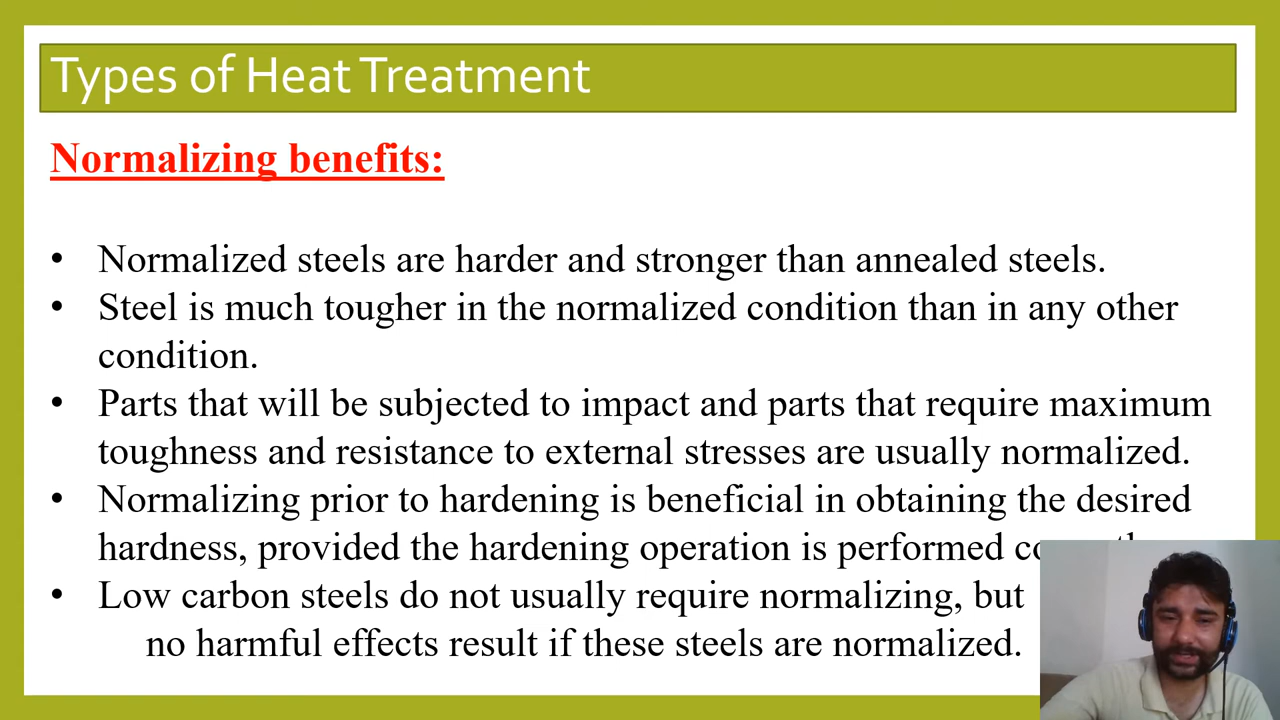 Types of Heat Treatment
Normalizing benefits:
• Normalized steels are harder and stronger than annealed steels.
• Steel is much tougher in the normalized condition than in any other
condition.
• Parts that will be subjected to impact and parts that require maximum
toughness and resistance to external stresses are usually normalized.
• Normalizing prior to hardening is beneficial in obtaining the desired
hardness, provided the hardening operation is performed
• Low carbon steels do not usually require normalizing, but
no harmful effects result if these steels are normalized.